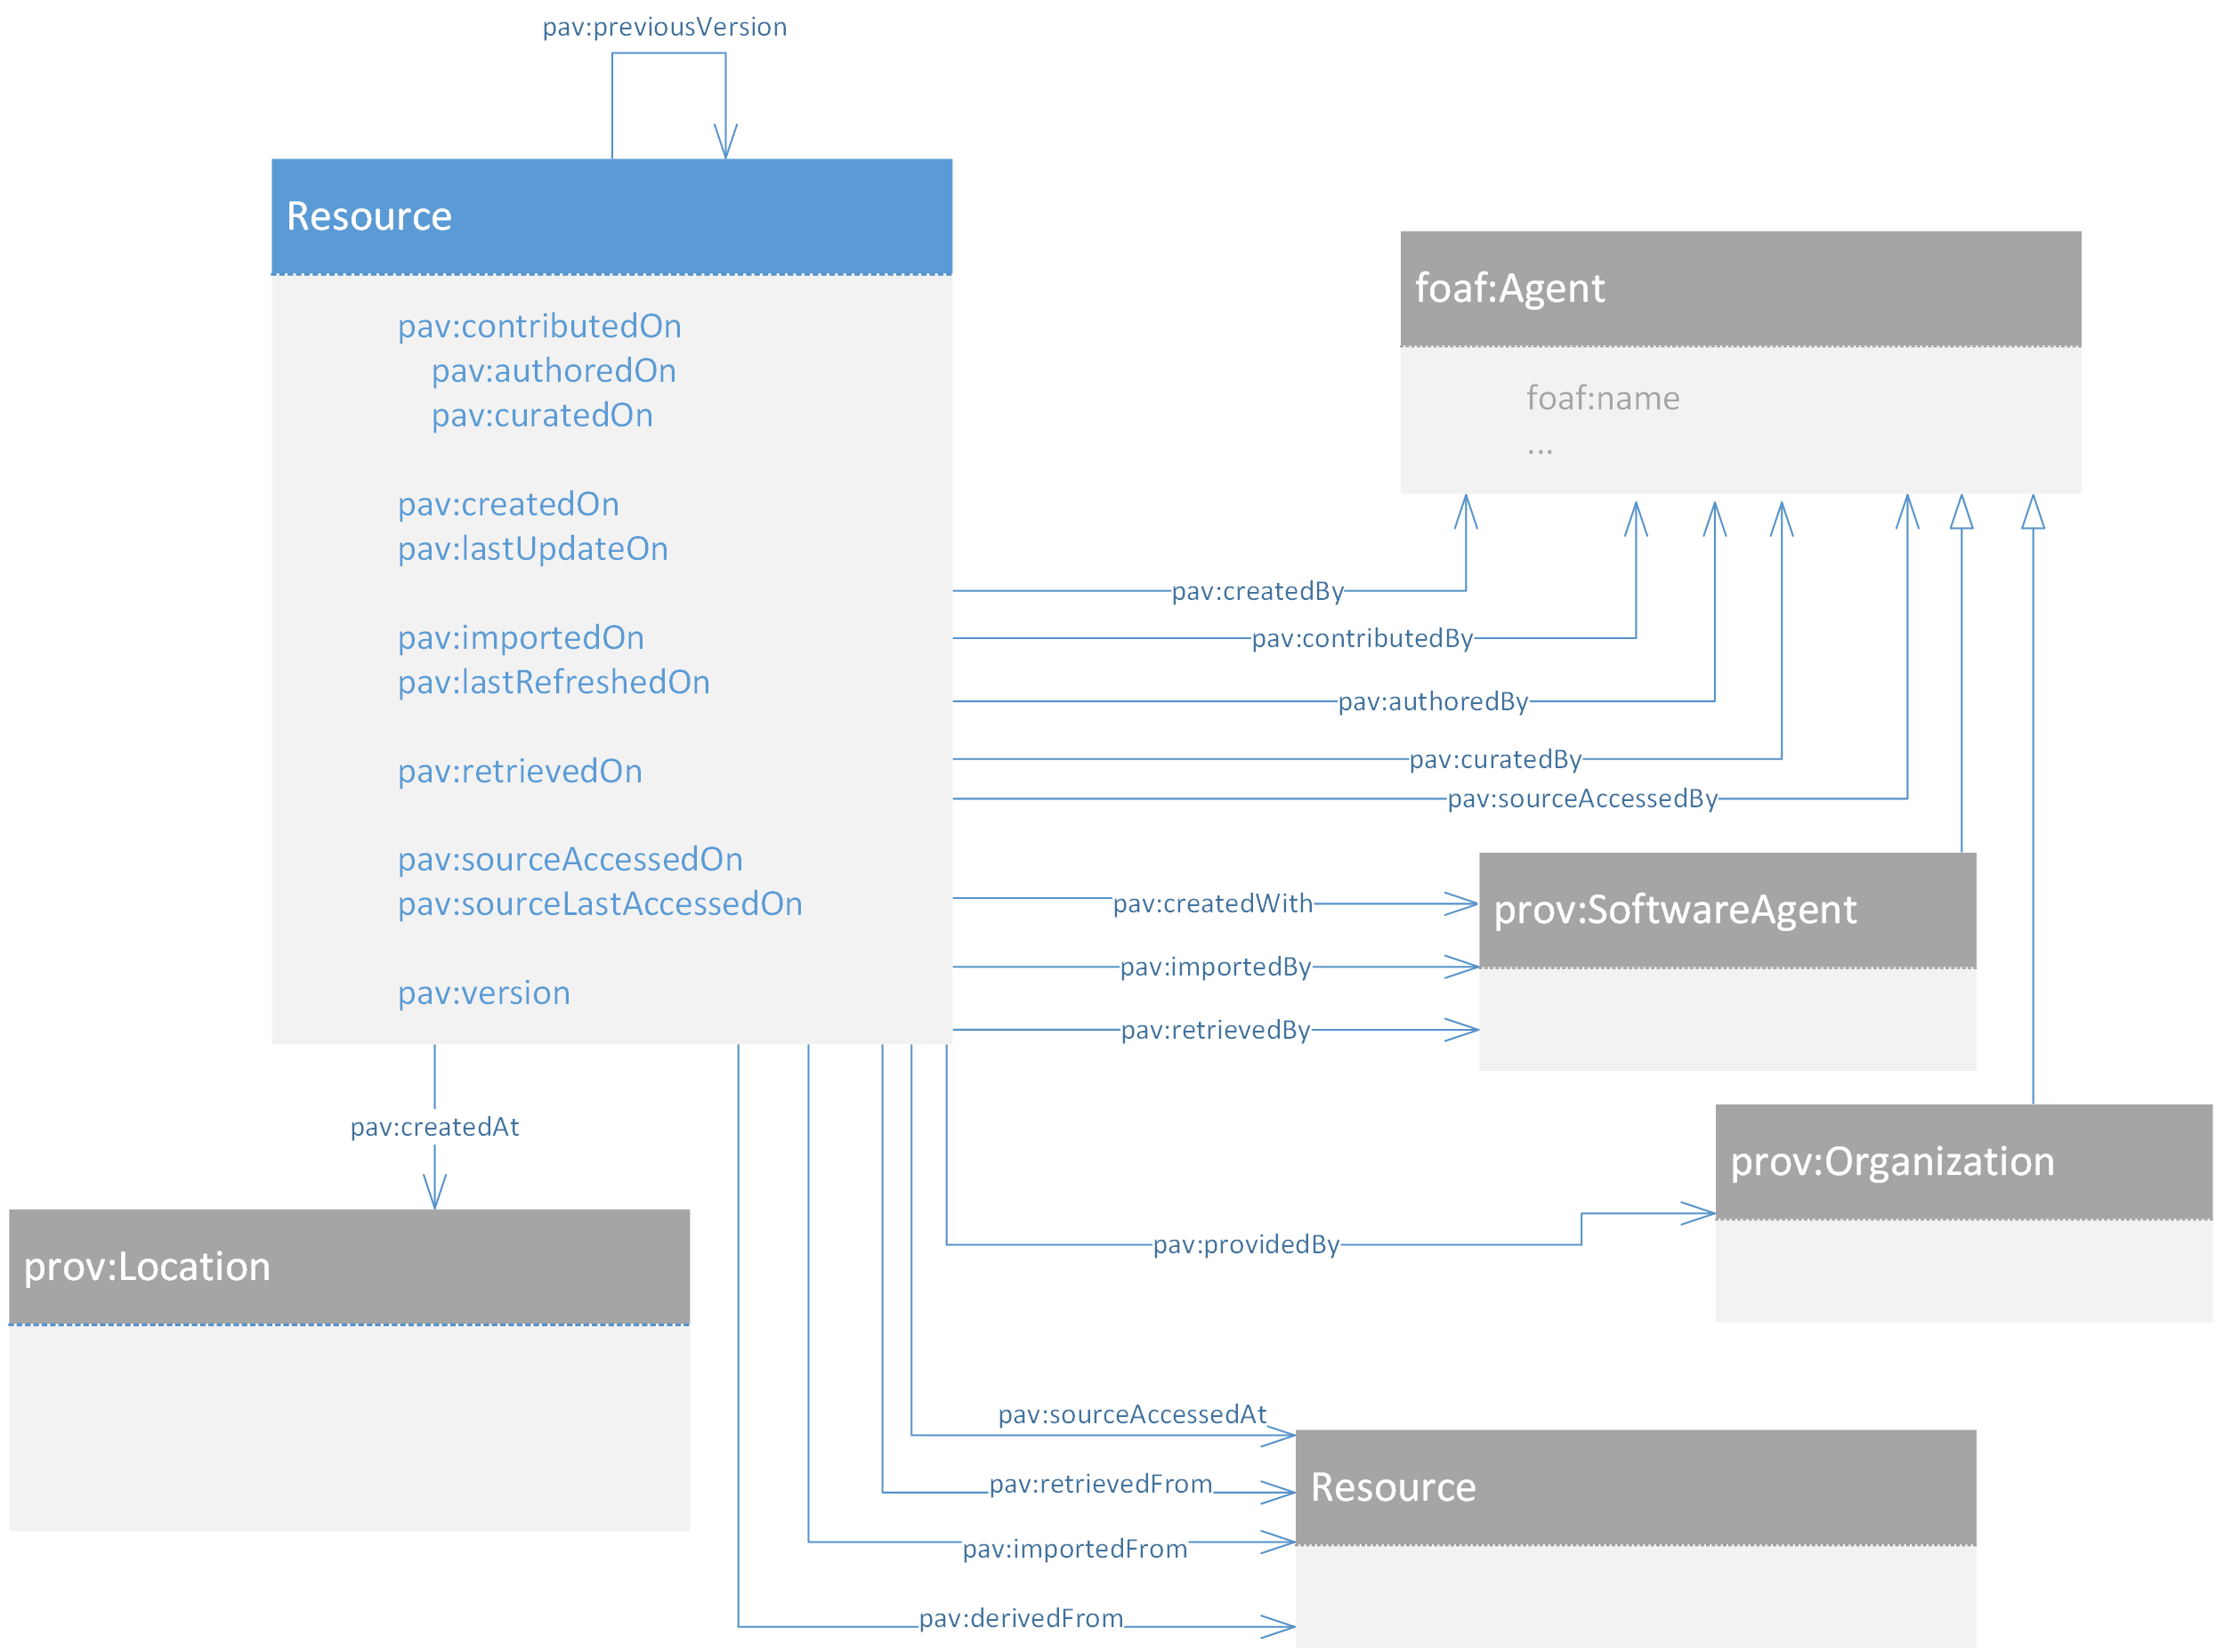 pav:previousVersion
Resource
pav:contributedOn
pav:authoredOn
pav:curatedOn
pav:createdOn
pav:lastUpdateOn
pav:importedOn
pav:lastRefreshedOn
pav:retrievedOn
pav:sourceAccessedOn
pav:sourceLastAccessedOn
pav:version
foaf:Agent
foaf:name
...
pav:createdBy
pav:contributedBy
pav:authoredBy
pav:curatedBy
pav:sourceAccessedBy
pav:createdWith
pav:importedBy
pav:retrievedBy
prov:SoftwareAgent
pav:createdAt
prov:Location
prov:Organization
pav:providedBy
pav:sourceAccessedAt
pav:retrievedFrom
pav:importedFrom
pav:derivedFrom
Resource